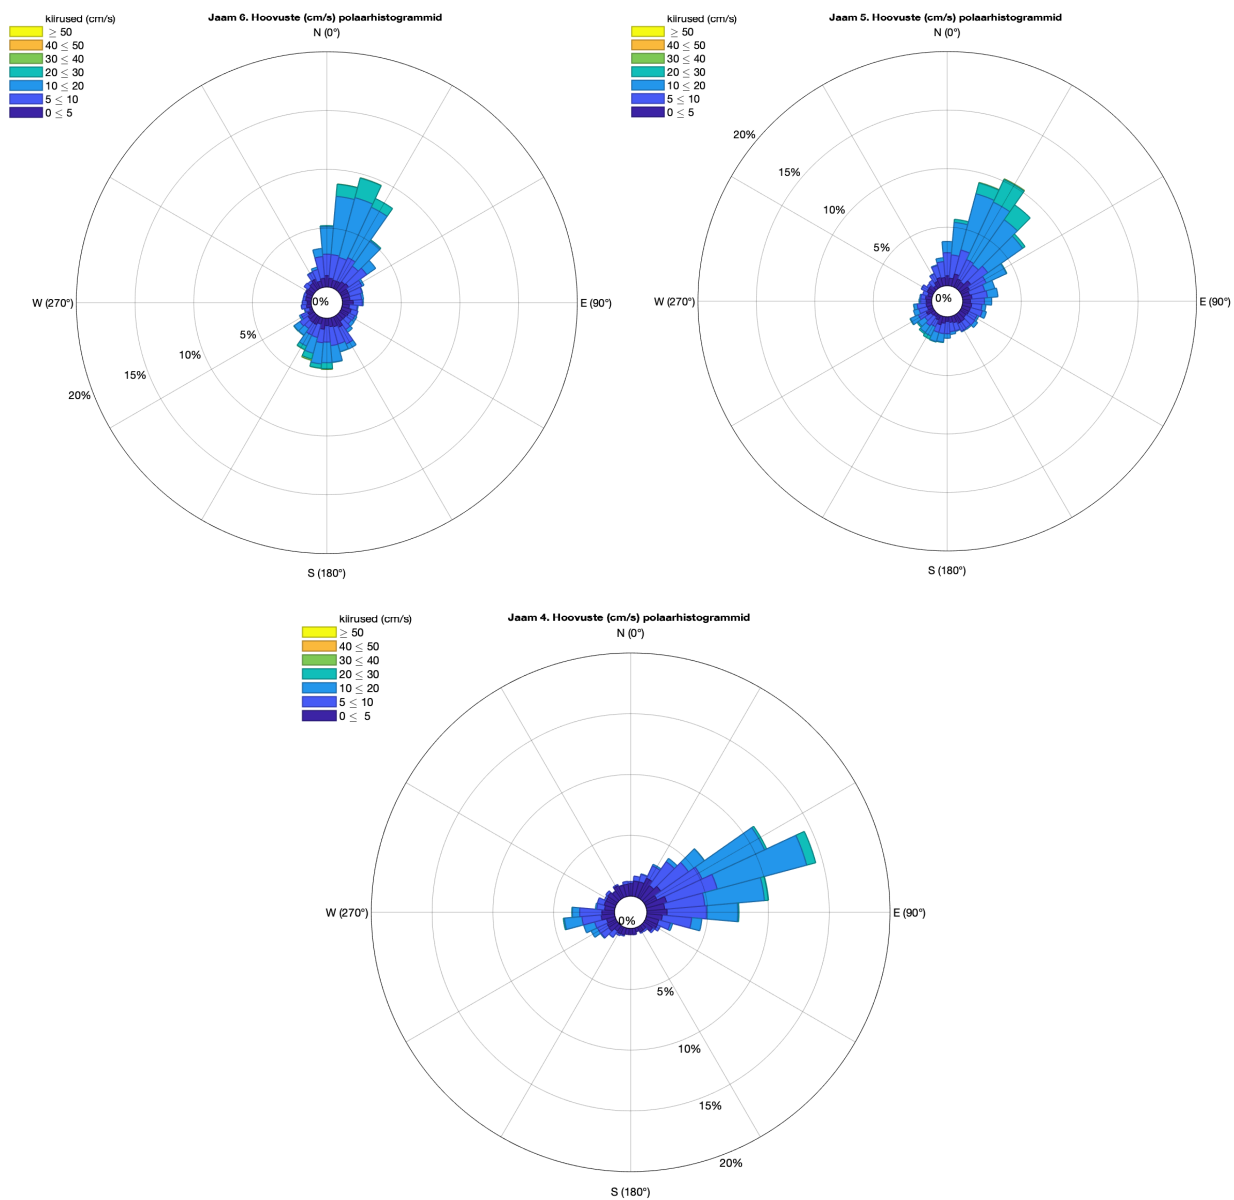 Jaam 6. Hoovuste (cm/s) polaarhistogrammid
kiirused (cm/s)
≥ 50
40 ≤ 50
30 ≤ 40
20 ≤ 30
10 ≤ 20
5 ≤ 10
0 ≤ 5
N (0°)
W (270°)
0%
E (90°)
5%
10%
15%
20%
S (180°)
Jaam 5. Hoovuste (cm/s) polaarhistogrammid
kiirused (cm/s)
≥ 50
40 ≤ 50
30 ≤ 40
20 ≤ 30
10 ≤ 20
5 ≤ 10
0 ≤ 5
N (0°)
20%
15%
10%
5%
W (270°)
0%
E (90°)
S (180°)
Jaam 4. Hoovuste (cm/s) polaarhistogrammid
kiirused (cm/s)
≥ 50
40 ≤ 50
30 ≤ 40
20 ≤ 30
10 ≤ 20
5 ≤ 10
0 ≤ 5
N (0°)
W (270°)
0%
E (90°)
5%
10%
15%
20%
S (180°)